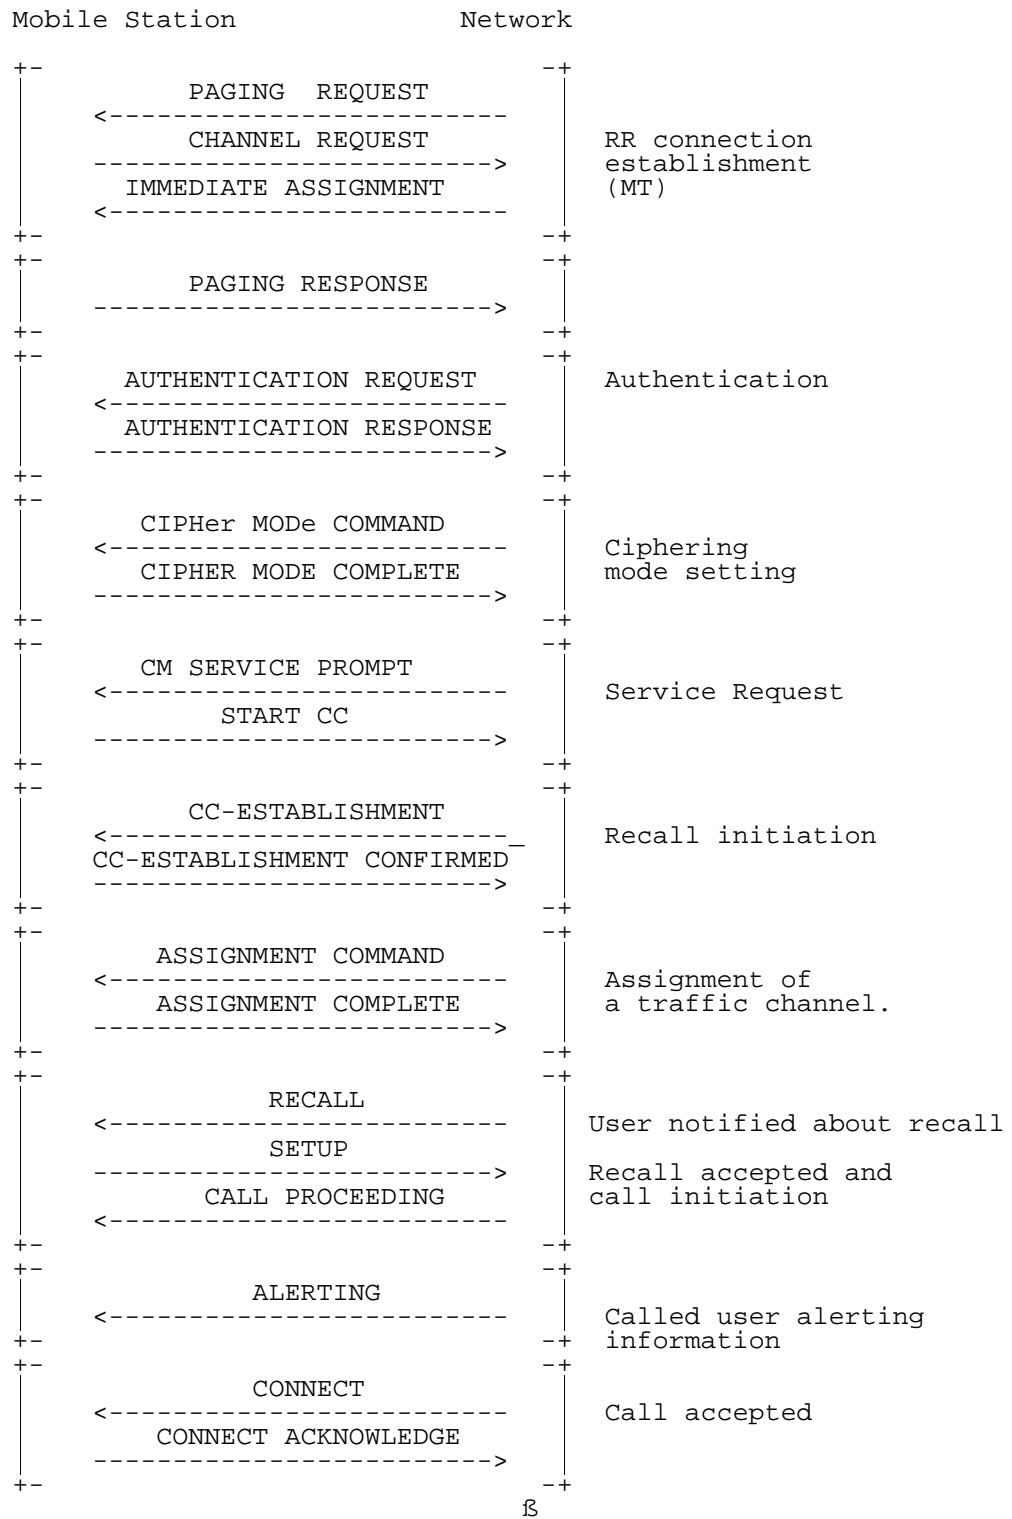 Mobile Station Network
+- -+
PAGING REQUEST
<-------------------------
CHANNEL REQUEST RR connection
-------------------------> establishment
IMMEDIATE ASSIGNMENT (MT)
<-------------------------
+- -+
+- -+
PAGING RESPONSE
------------------------->
+- -+
+- -+
AUTHENTICATION REQUEST Authentication
<-------------------------
AUTHENTICATION RESPONSE
------------------------->
+- -+
+- -+
CIPHer MODe COMMAND
<------------------------- Ciphering
CIPHER MODE COMPLETE mode setting
------------------------->
+- -+
+- -+
CM SERVICE PROMPT
<------------------------- Service Request
START CC
------------------------->
+- -+
+- -+
CC-ESTABLISHMENT
<-------------------------_ Recall initiation
CC-ESTABLISHMENT CONFIRMED
------------------------->
+- -+
+- -+
ASSIGNMENT COMMAND
<------------------------- Assignment of
ASSIGNMENT COMPLETE a traffic channel.
------------------------->
+- -+
+- -+
RECALL
<------------------------- User notified about recall
SETUP
-------------------------> Recall accepted and
CALL PROCEEDING call initiation
<-------------------------
+- -+
+- -+
ALERTING
<------------------------- Called user alerting
+- -+ information
+- -+
CONNECT
<------------------------- Call accepted
CONNECT ACKNOWLEDGE
------------------------->
+- -+
ß